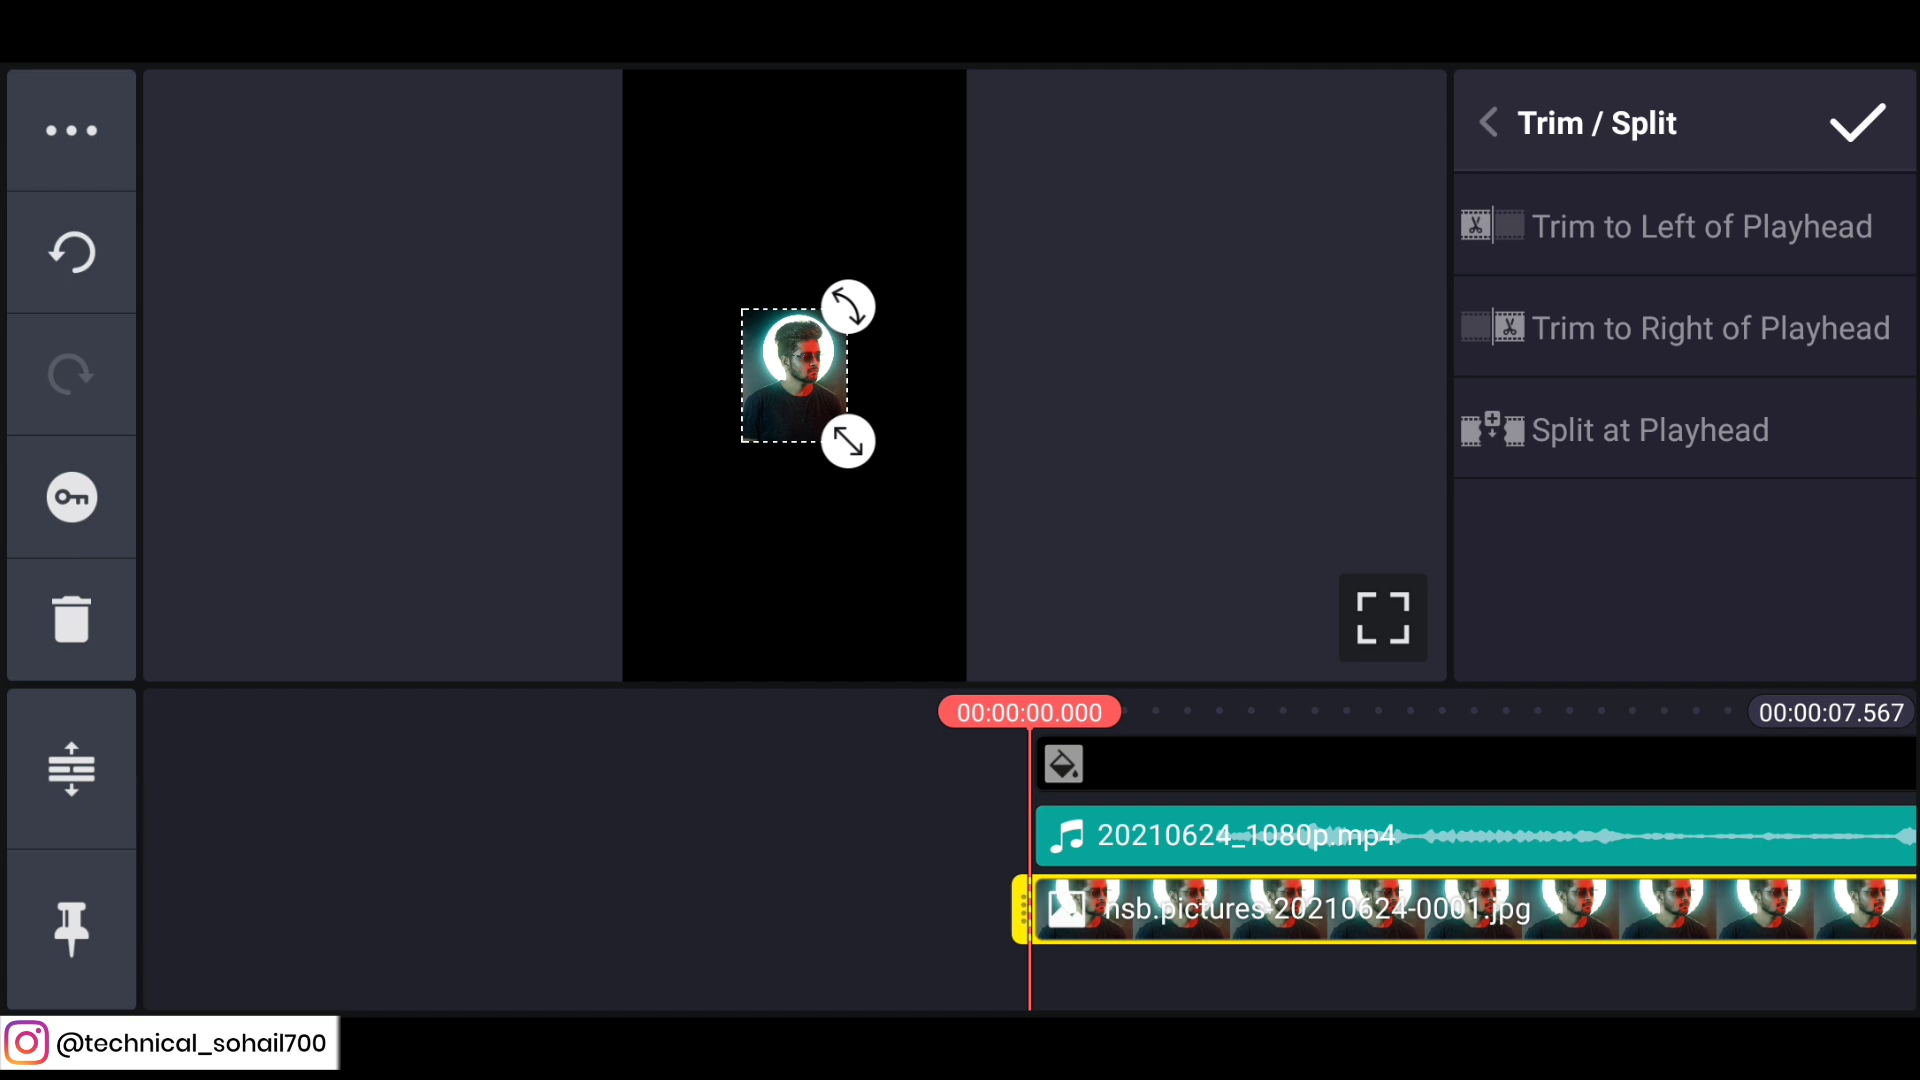 Trim / Split
Trim to Left of Playhead
Trim to Right of Playhead
Split at Playhead
00:00:00.000
00:00:07.567
20210624_1080p.mp4
hsb.pictures-20210624-0001.jpg
@technical_sohail700